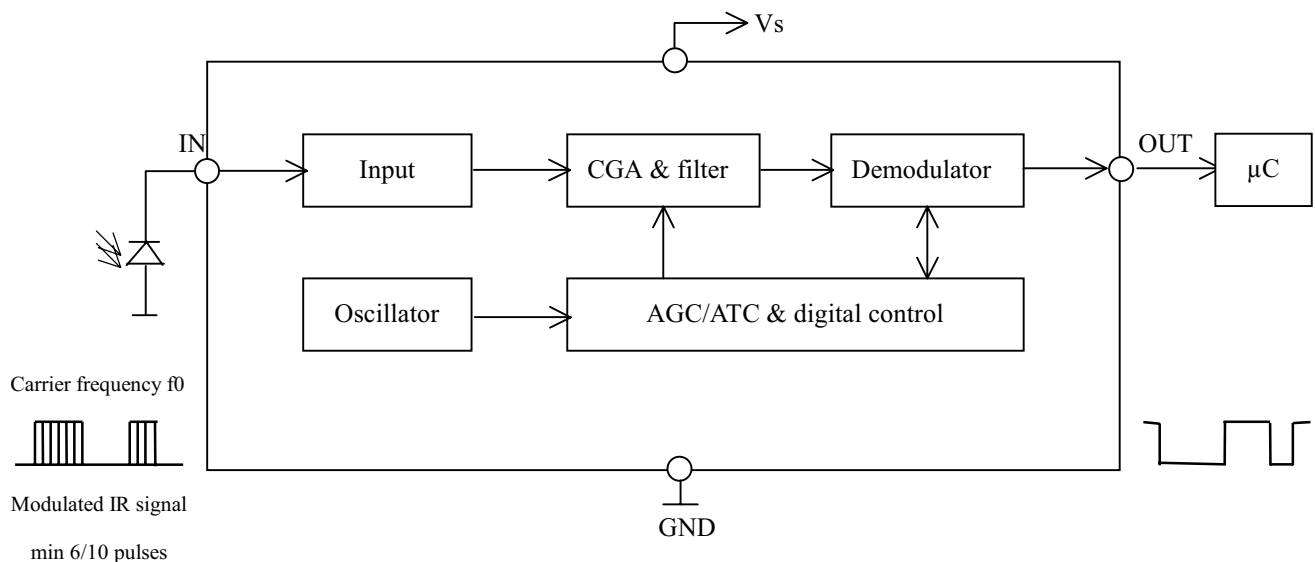 Vs
IN
OUT
Input
CGA & filter
Demodulator
µC
Oscillator
AGC/ATC & digital control
Carrier frequency f0
Modulated IR signal
min 6/10 pulses
GND